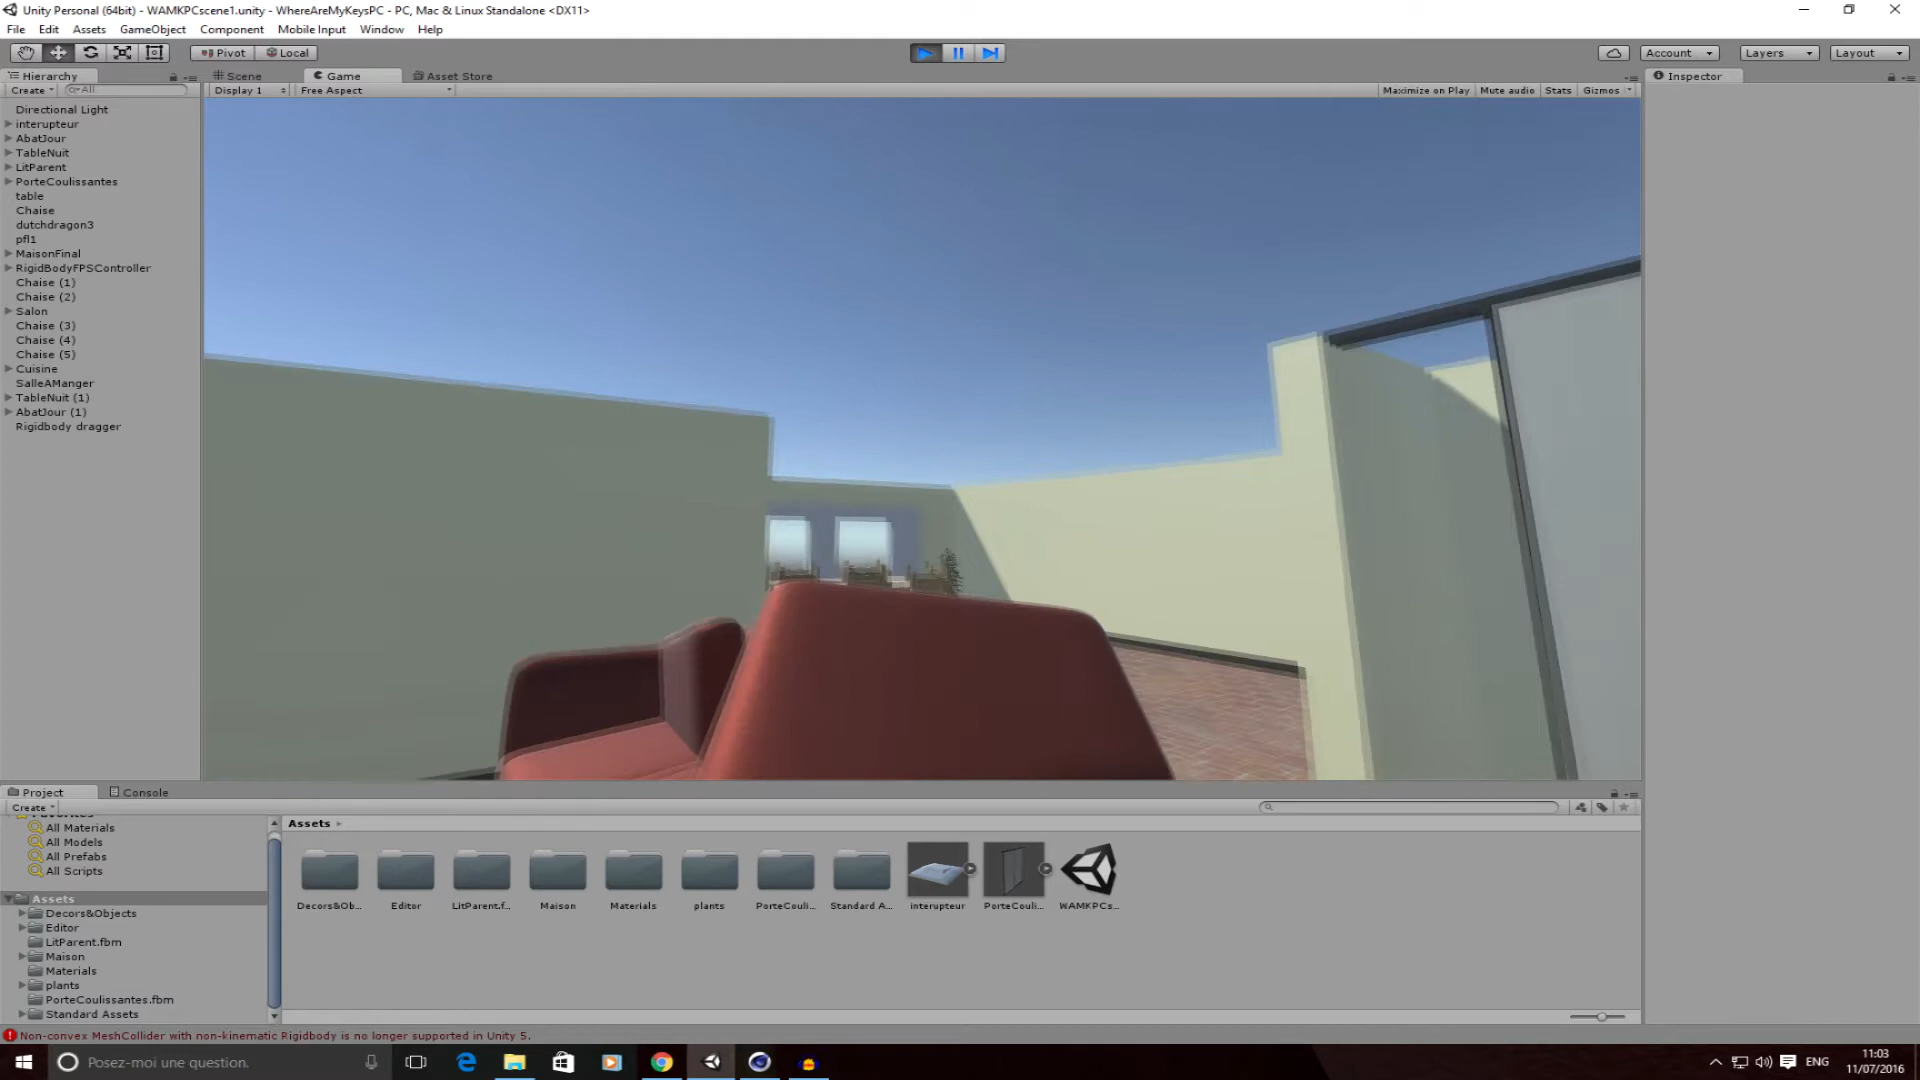 Unity Personal (64bit) - WAMKPCscene1.unity - WhereAreMyKeysPC - PC, Mac & Linux Standalone <DX11>
File Edit Assets GameObject Component Mobile Input Window Help
Pivot Local Account Layers Layout
Hierarchy Scene Game Asset Store Inspector
Create All Display 1 Free Aspect Maximize on Play Mute audio Stats Gizmos
Directional Light
interupteur
AbatJour
TableNuit
LitParent
PorteCoulissantes
table
Chaise
dutchdragon3
pfl1
MaisonFinal
RigidBodyFPSController
Chaise (1)
Chaise (2)
Salon
Chaise (3)
Chaise (4)
Chaise (5)
Cuisine
SalleAManger
TableNuit (1)
AbatJour (1)
Rigidbody dragger
Project Console
Create
Favorites
All Materials
All Models
All Prefabs
All Scripts
Assets
Decors&Objects
Editor
LitParent.fbm
Maison
Materials
plants
PorteCoulissantes.fbm
Standard Assets
Assets
Decors&Ob... Editor LitParent.f... Maison Materials plants PorteCouli... Standard A... interupteur PorteCouli... WAMKPCs...
Non-convex MeshCollider with non-kinematic Rigidbody is no longer supported in Unity 5.
Posez-moi une question. ENG 11:03
11/07/2016